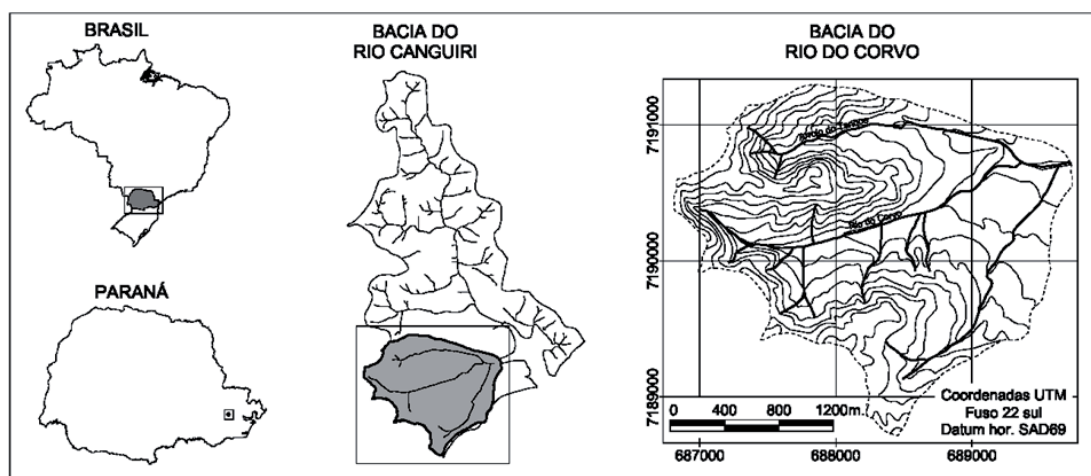 BRASIL
PARANÁ
BACIA DO
RIO CANGUIRI
BACIA DO
RIO DO CORVO
7191000
7190000
7189000
Rio do Corvo
0 400 800 1200m.
Coordenadas UTM
Fuso 22 sul
Datum hor. SAD69
687000 688000 689000